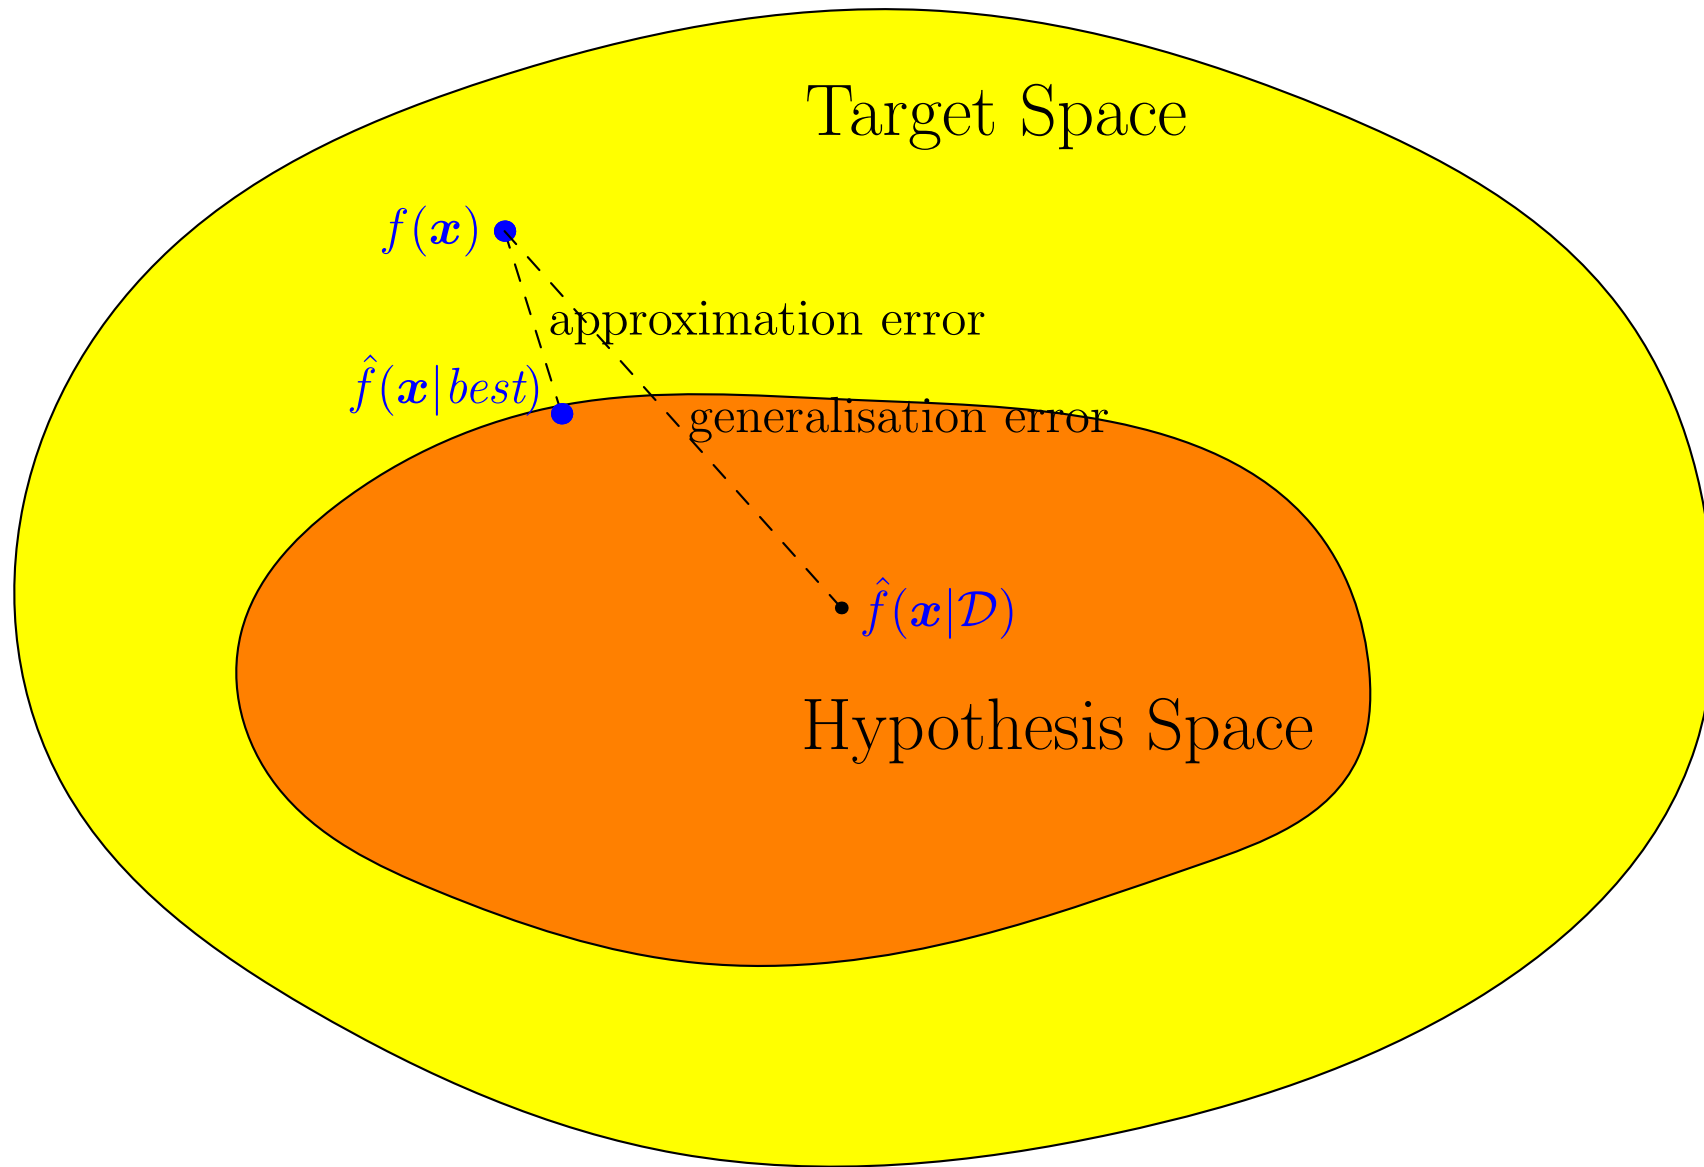 Target Space
f(x)
approximation error
f̂(x|best)
generalisation error
f̂(x|𝒟)
Hypothesis Space